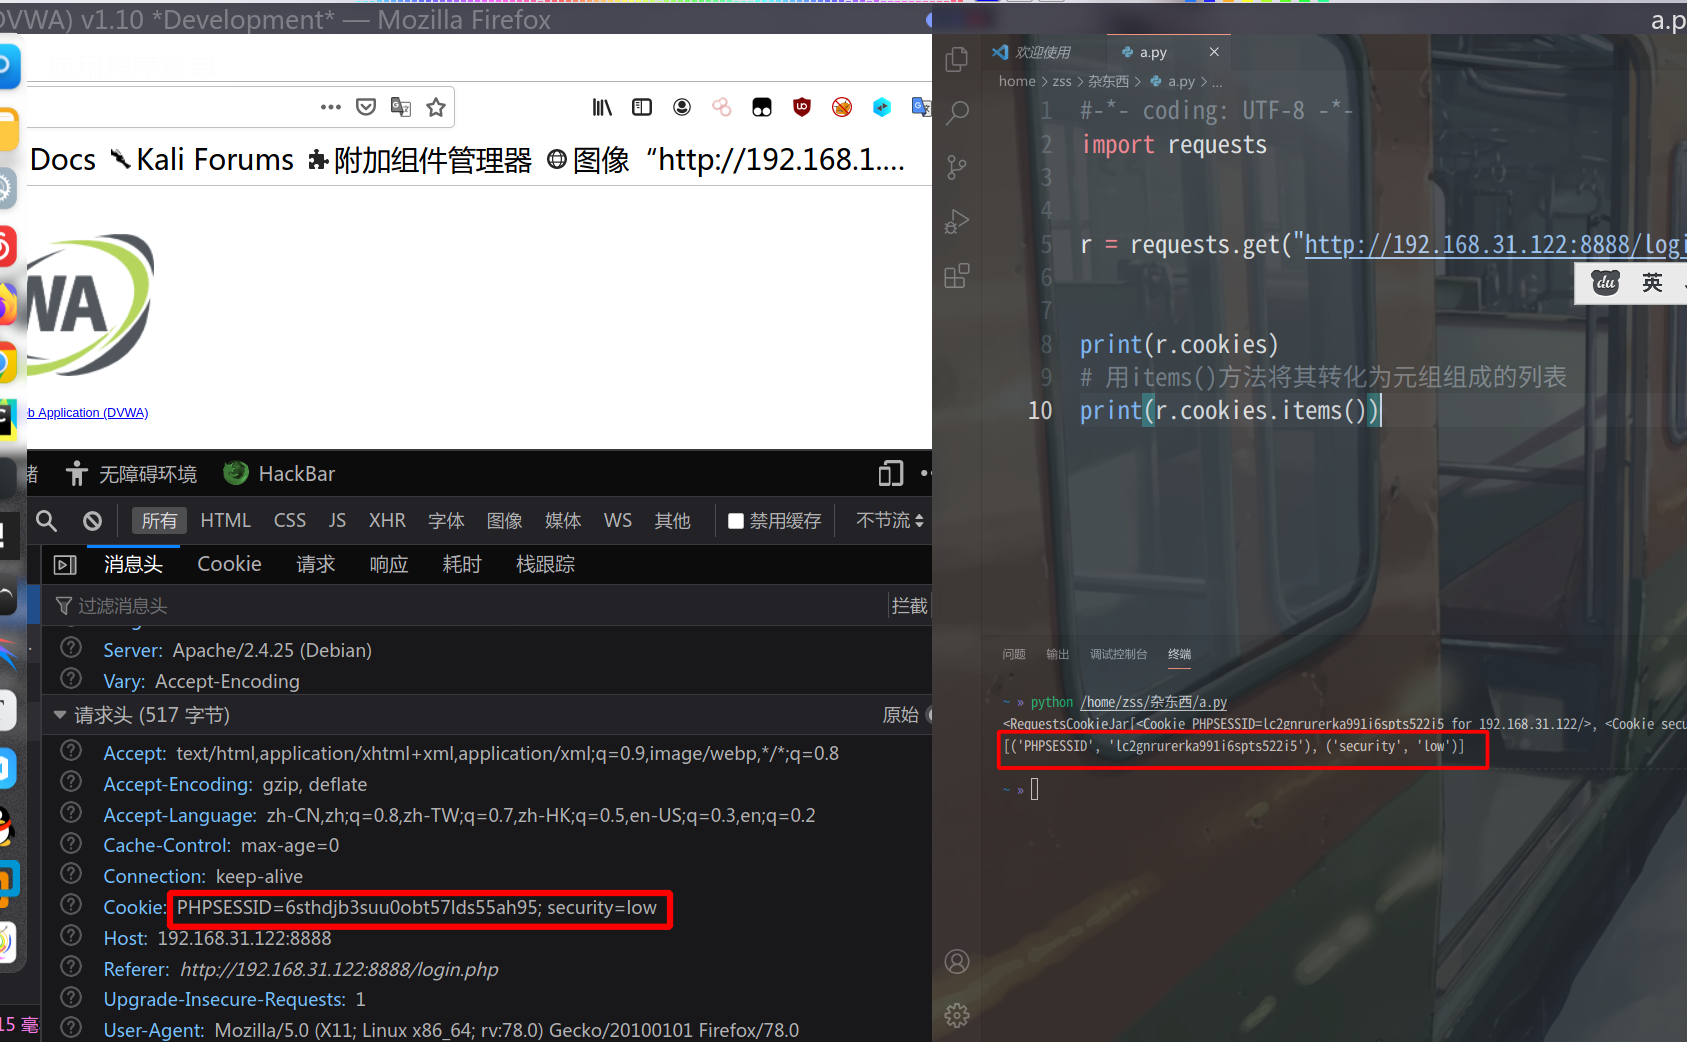 DVWA) v1.10 *Development* — Mozilla Firefox
Docs Kali Forums 附加组件管理器 图像 “http://192.168.1....
WA
b Application (DVWA)
储 无障碍环境 HackBar
所有 HTML CSS JS XHR 字体 图像 媒体 WS 其他 禁用缓存 不节流
消息头 Cookie 请求 响应 耗时 栈跟踪
过滤消息头 拦截
Server: Apache/2.4.25 (Debian)
Vary: Accept-Encoding
请求头 (517 字节) 原始
Accept: text/html,application/xhtml+xml,application/xml;q=0.9,image/webp,*/*;q=0.8
Accept-Encoding: gzip, deflate
Accept-Language: zh-CN,zh;q=0.8,zh-TW;q=0.7,zh-HK;q=0.5,en-US;q=0.3,en;q=0.2
Cache-Control: max-age=0
Connection: keep-alive
Cookie: PHPSESSID=6sthdjb3suu0obt57lds55ah95; security=low
Host: 192.168.31.122:8888
Referer: http://192.168.31.122:8888/login.php
Upgrade-Insecure-Requests: 1
User-Agent: Mozilla/5.0 (X11; Linux x86_64; rv:78.0) Gecko/20100101 Firefox/78.0
15 毫
a.p
欢迎使用 a.py ×
home > zss > 杂东西 > a.py > ...
1 #-*- coding: UTF-8 -*-
2 import requests
3
4
5 r = requests.get("http://192.168.31.122:8888/logi
6
7
8 print(r.cookies)
9 # 用items()方法将其转化为元组组成的列表
10 print(r.cookies.items())
du 英
问题 输出 调试控制台 终端
~ » python /home/zss/杂东西/a.py
<RequestsCookieJar[<Cookie PHPSESSID=lc2gnrurerka991i6spts522i5 for 192.168.31.122/>, <Cookie secu
[('PHPSESSID', 'lc2gnrurerka991i6spts522i5'), ('security', 'low')]
~ »